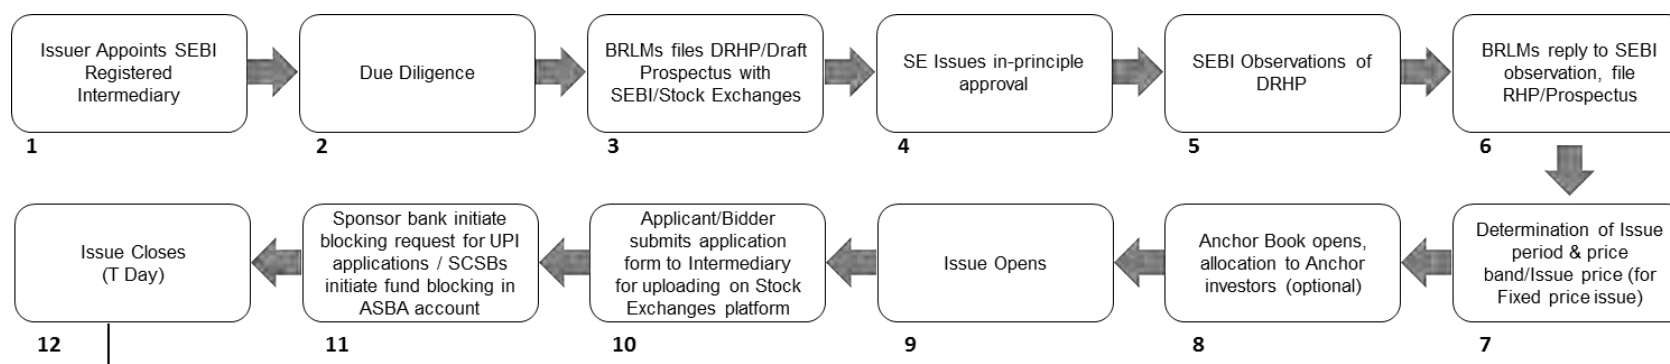 Issuer Appoints SEBI
Registered
Intermediary
1
Due Diligence
2
BRLMs files DRHP/Draft
Prospectus with
SEBI/Stock Exchanges
3
SE Issues in-principle
approval
4
SEBI Observations of
DRHP
5
BRLMs reply to SEBI
observation, file
RHP/Prospectus
6
Determination of Issue
period & price
band/Issue price (for
Fixed price issue)
7
Anchor Book opens,
allocation to Anchor
investors (optional)
8
Issue Opens
9
Applicant/Bidder
submits application
form to Intermediary
for uploading on Stock
Exchanges platform
10
Sponsor bank initiate
blocking request for UPI
applications / SCSBs
initiate fund blocking in
ASBA account
11
Issue Closes
(T Day)
12